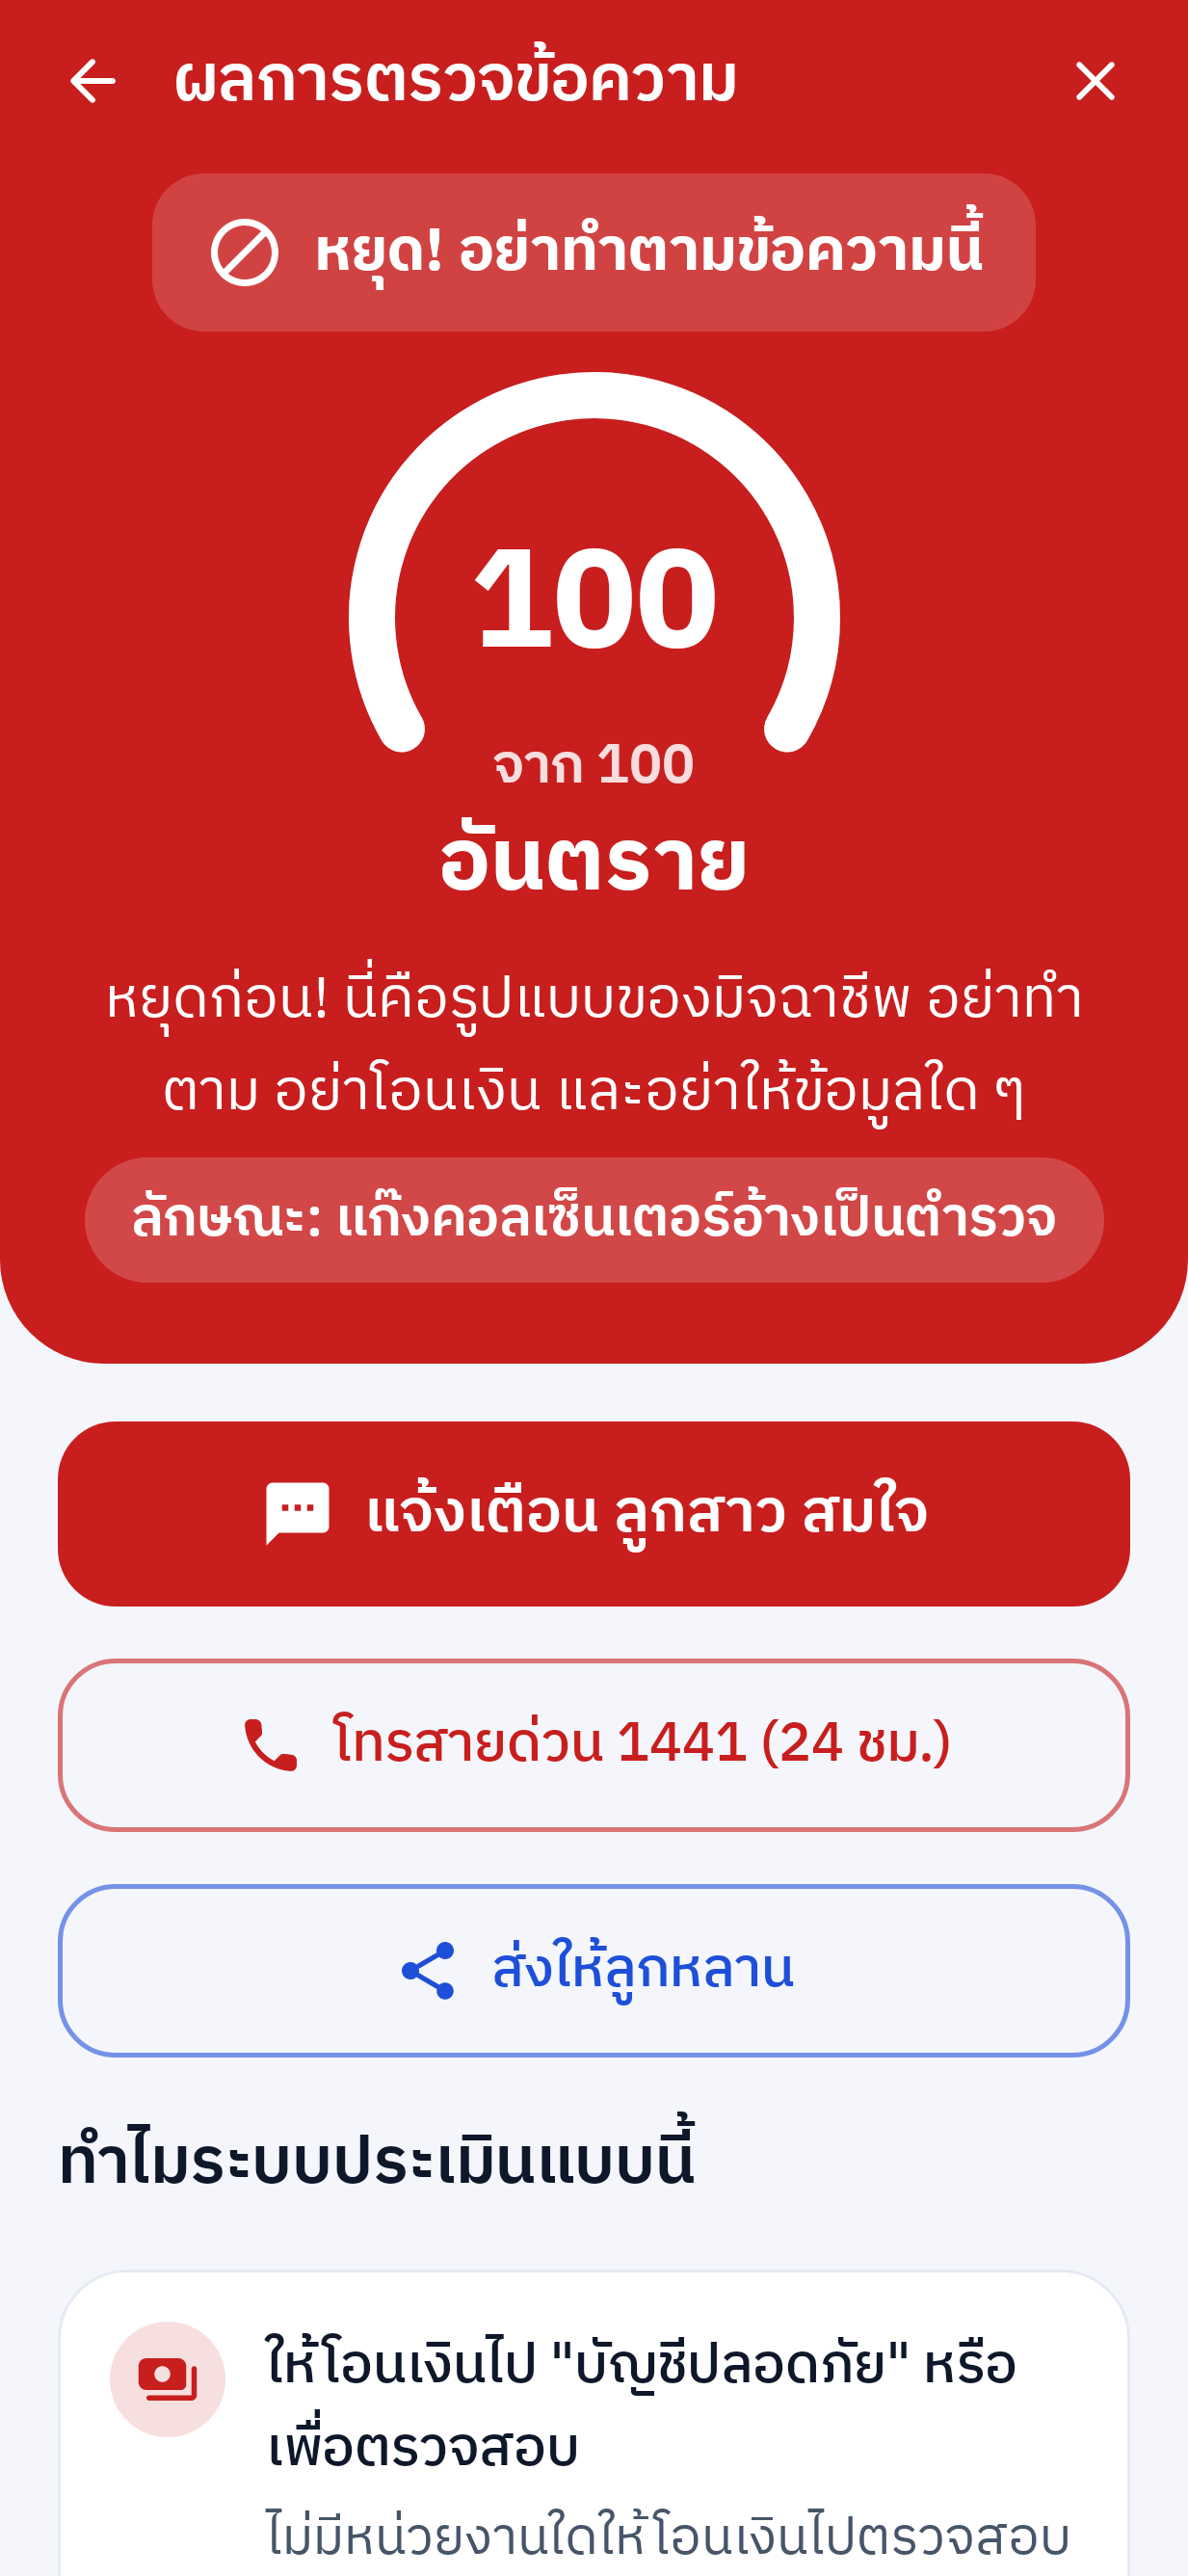 ผลการตรวจข้อความ
หยุด! อย่าทำตามข้อความนี้
100
จาก 100
อันตราย
หยุดก่อน! นี่คือรูปแบบของมิจฉาชีพ อย่าทำ
ตาม อย่าโอนเงิน และอย่าให้ข้อมูลใด ๆ
ลักษณะ: แก๊งคอลเซ็นเตอร์อ้างเป็นตำรวจ
แจ้งเตือน ลูกสาว สมใจ
โทรสายด่วน 1441 (24 ชม.)
ส่งให้ลูกหลาน
ทำไมระบบประเมินแบบนี้
ให้โอนเงินไป "บัญชีปลอดภัย" หรือ
เพื่อตรวจสอบ
ไม่มีหน่วยงานใดให้โอนเงินไปตรวจสอบ